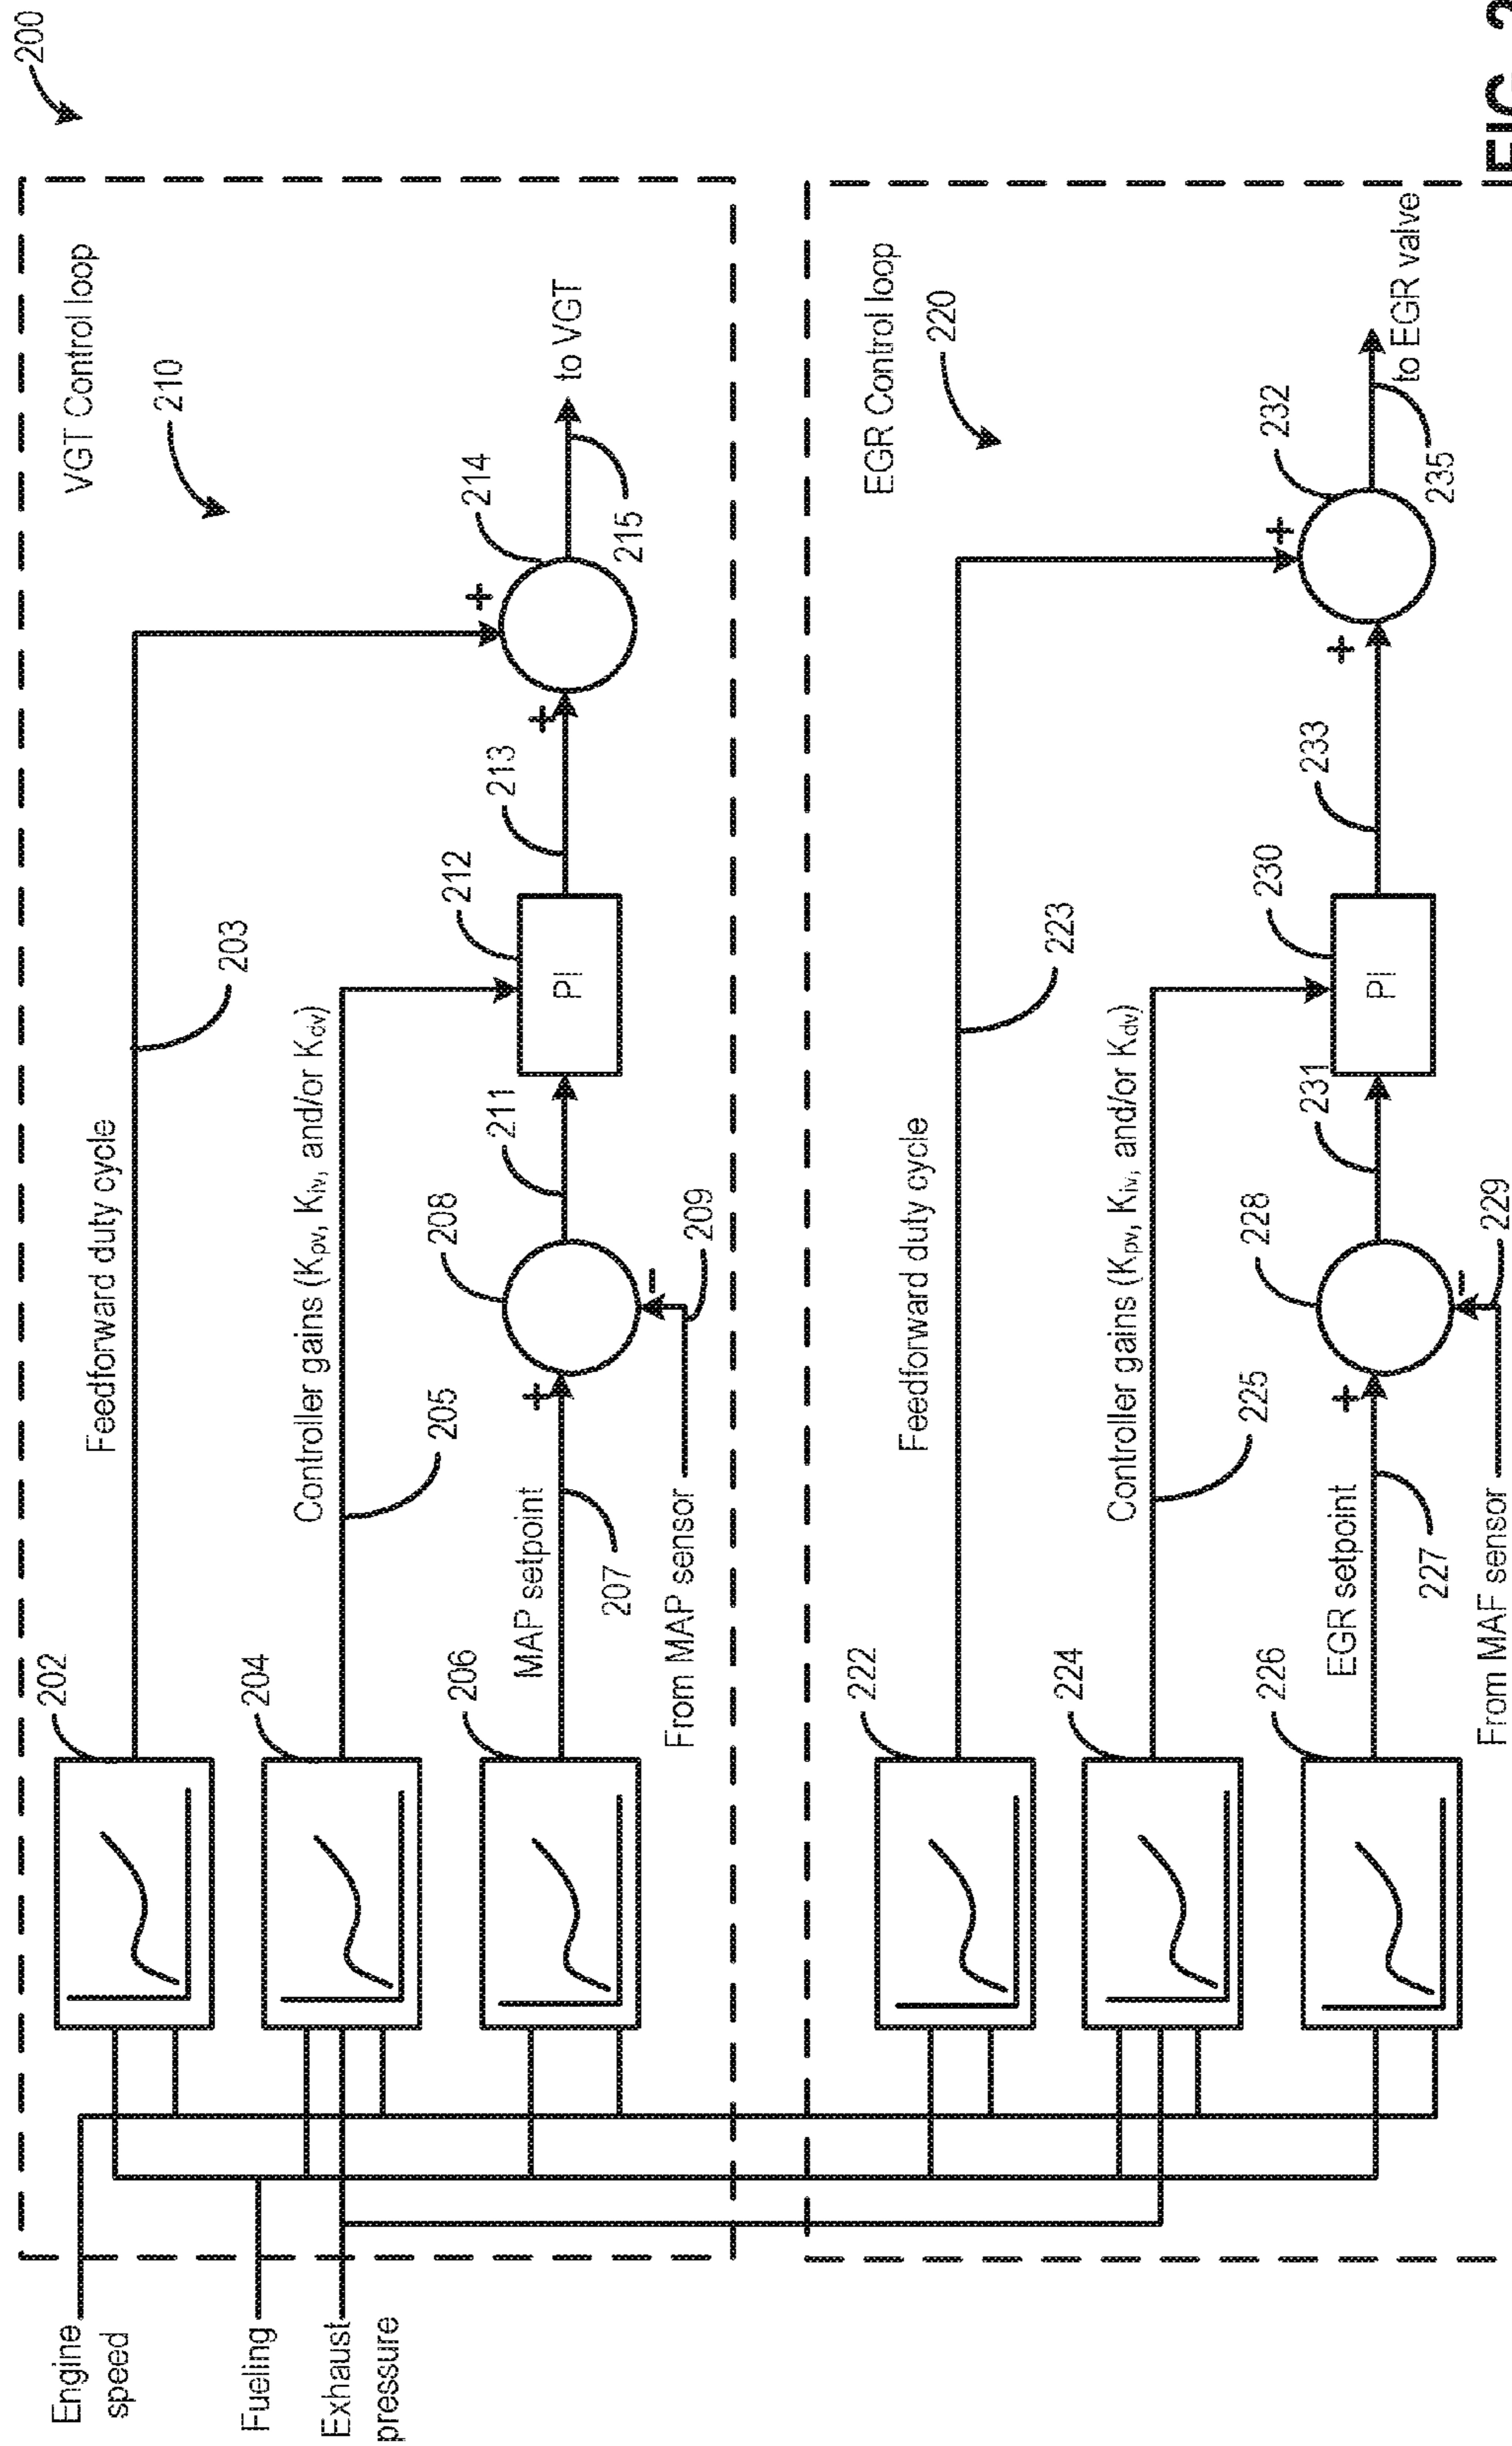 200
VGT Control loop
210
Feedforward duty cycle
203
202
Controller gains (Kpv, Kiv, and/or Kdv)
205
204
206
MAP setpoint
207
208
From MAP sensor
209
211
212
PI
213
214
215
to VGT
Engine
speed
Fueling
Exhaust
pressure
EGR Control loop
220
Feedforward duty cycle
223
222
Controller gains (Kpv, Kiv, and/or Kdv)
225
224
226
EGR setpoint
227
228
From MAF sensor
229
231
230
PI
233
232
235
to EGR valve
+
+
+
-
+
+
+
-
FIG. 2